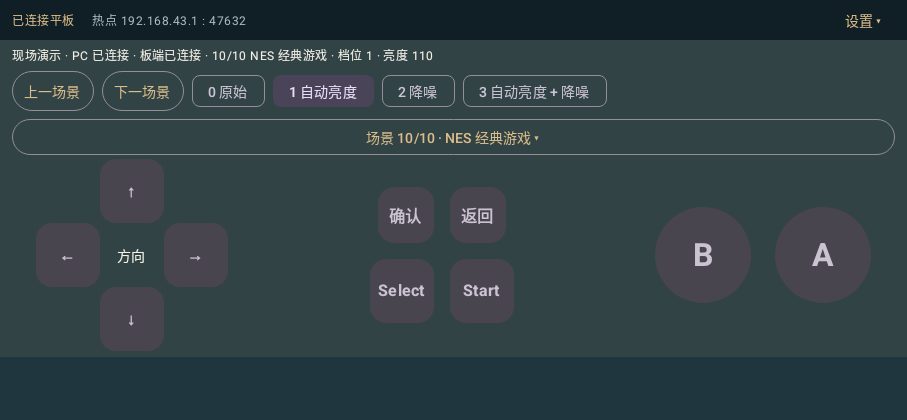 已连接平板 热点 192.168.43.1 : 47632 设置 ▾
现场演示 · PC 已连接 · 板端已连接 · 10/10 NES 经典游戏 · 档位 1 · 亮度 110
上一场景 下一场景 0 原始 1 自动亮度 2 降噪 3 自动亮度 + 降噪
场景 10/10 · NES 经典游戏 ▾
↑
← 方向 →
↓
确认 返回
Select Start
B A